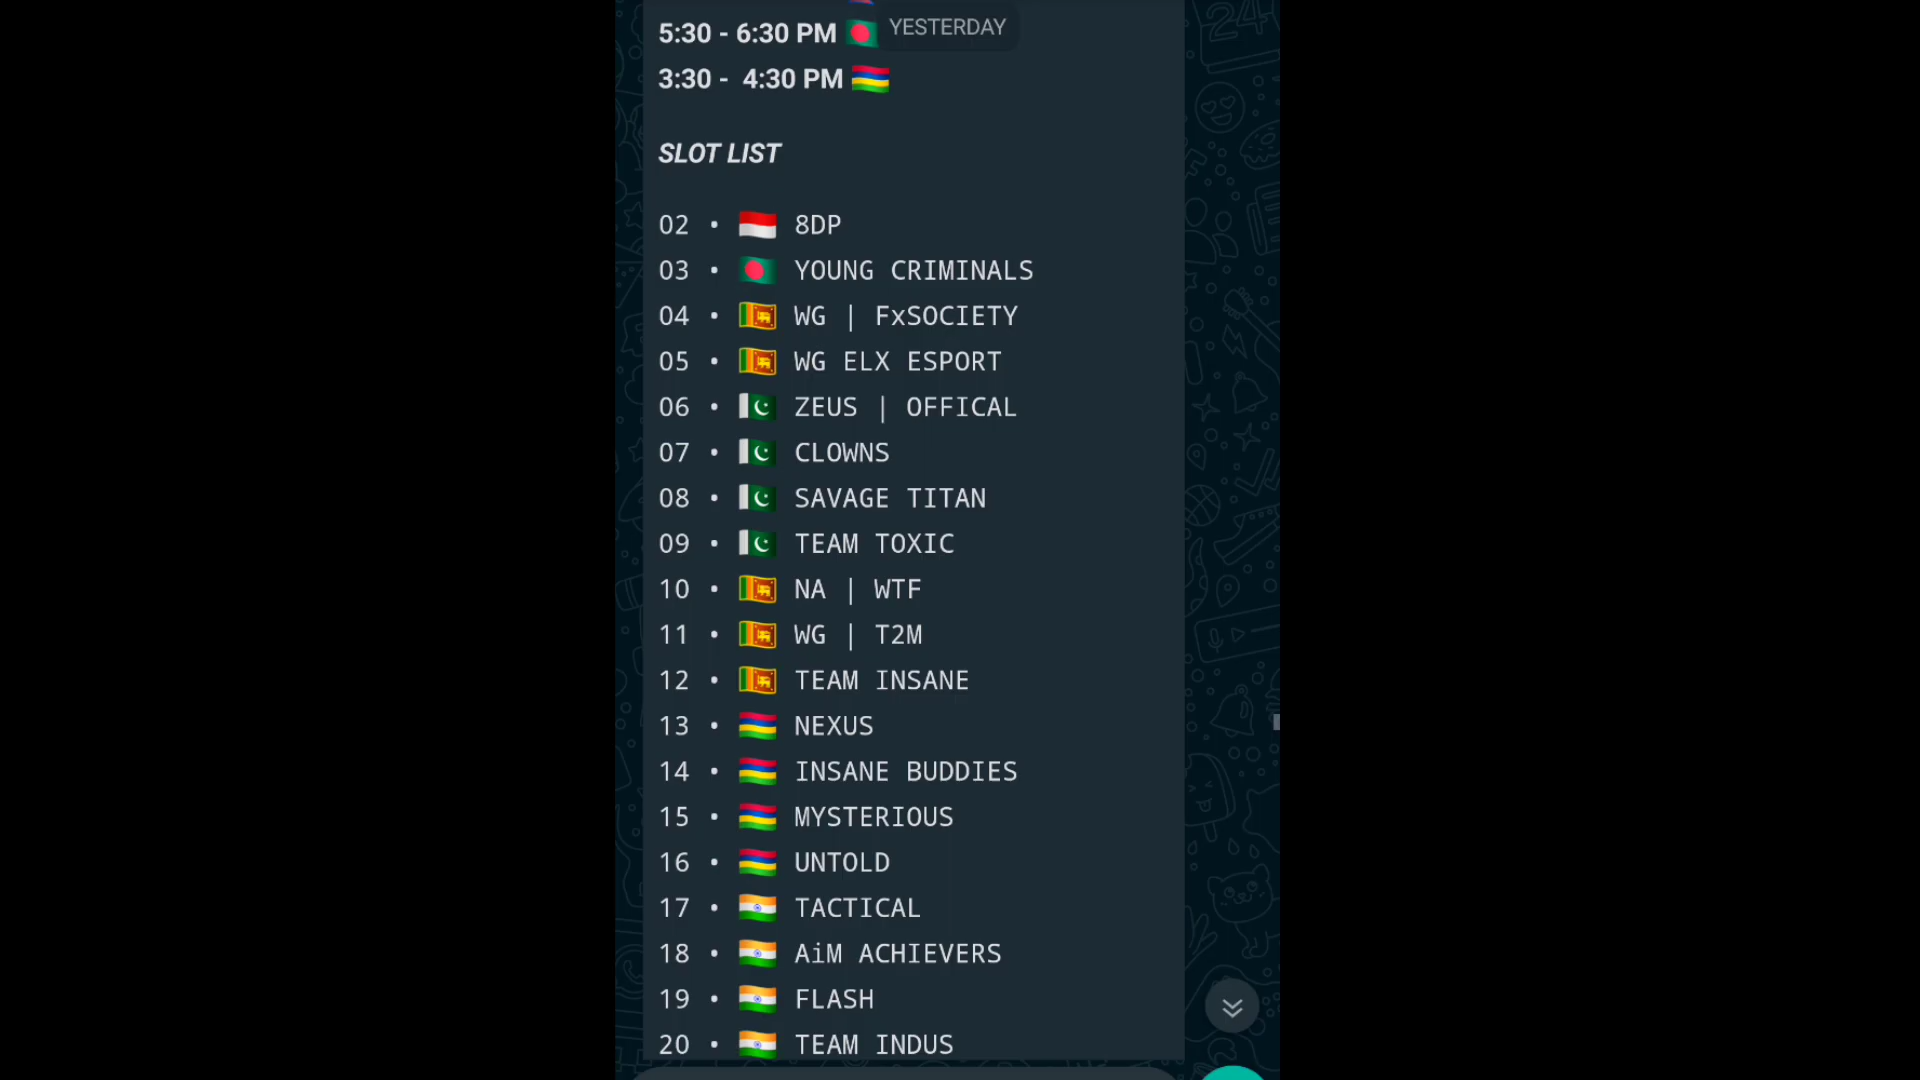 YESTERDAY
5:30 - 6:30 PM 🇧🇩
3:30 -  4:30 PM 🇲🇺
SLOT LIST
02 • 🇮🇩 8DP
03 • 🇧🇩 YOUNG CRIMINALS
04 • 🇱🇰 WG | FxSOCIETY
05 • 🇱🇰 WG ELX ESPORT
06 • 🇵🇰 ZEUS | OFFICAL
07 • 🇵🇰 CLOWNS
08 • 🇵🇰 SAVAGE TITAN
09 • 🇵🇰 TEAM TOXIC
10 • 🇱🇰 NA | WTF
11 • 🇱🇰 WG | T2M
12 • 🇱🇰 TEAM INSANE
13 • 🇲🇺 NEXUS
14 • 🇲🇺 INSANE BUDDIES
15 • 🇲🇺 MYSTERIOUS
16 • 🇲🇺 UNTOLD
17 • 🇮🇳 TACTICAL
18 • 🇮🇳 AiM ACHIEVERS
19 • 🇮🇳 FLASH
20 • 🇮🇳 TEAM INDUS